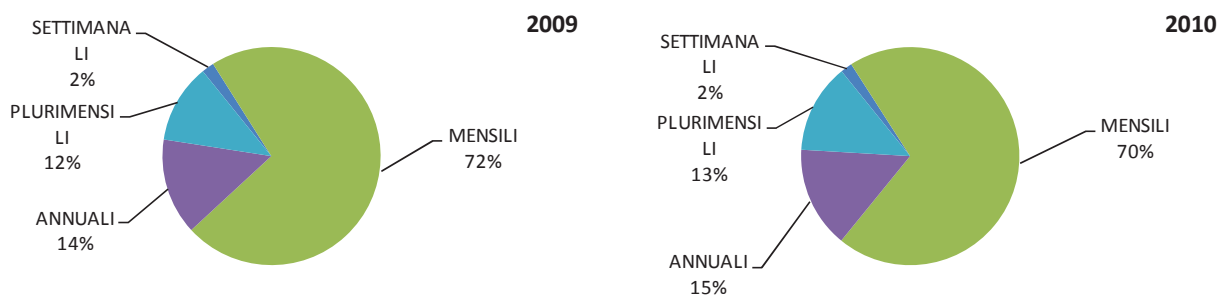 2009
SETTIMANA
LI
2%
PLURIMENSI
LI
12%
ANNUALI
14%
MENSILI
72%
2010
SETTIMANA
LI
2%
PLURIMENSI
LI
13%
ANNUALI
15%
MENSILI
70%